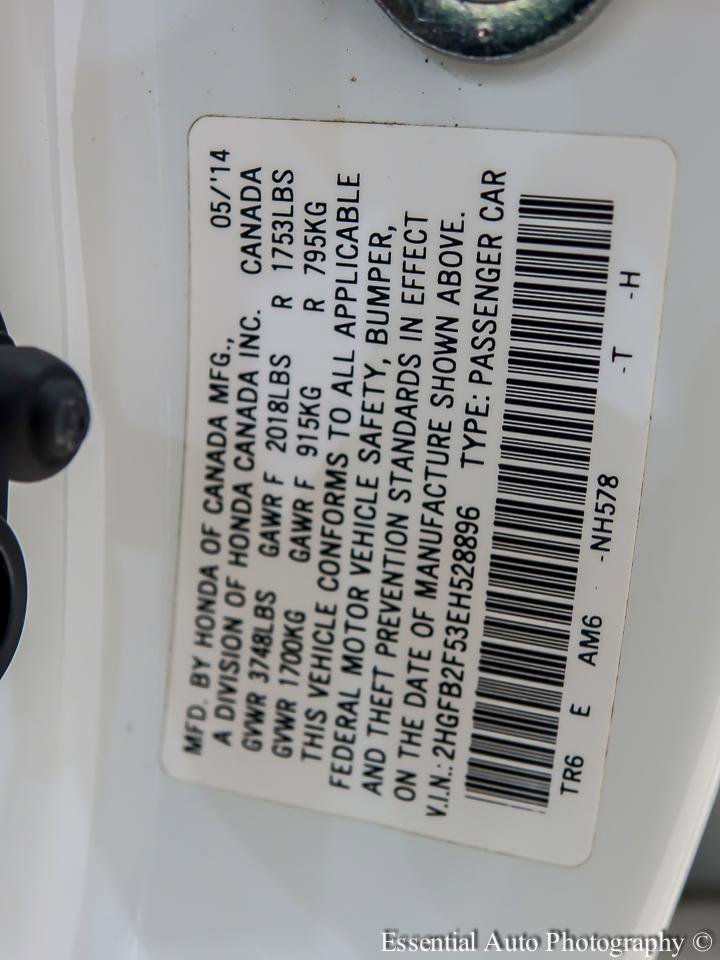 MFD. BY HONDA OF CANADA MFG., 05/'14
A DIVISION OF HONDA CANADA INC. CANADA
GVWR 3748LBS GAWR F 2018LBS R 1753LBS
GVWR 1700KG GAWR F 915KG R 795KG
THIS VEHICLE CONFORMS TO ALL APPLICABLE
FEDERAL MOTOR VEHICLE SAFETY, BUMPER,
AND THEFT PREVENTION STANDARDS IN EFFECT
ON THE DATE OF MANUFACTURE SHOWN ABOVE.
V.I.N.: 2HGFB2F53EH528896 TYPE: PASSENGER CAR
TR6 E AM6 -NH578 -T -H
Essential Auto Photography ©